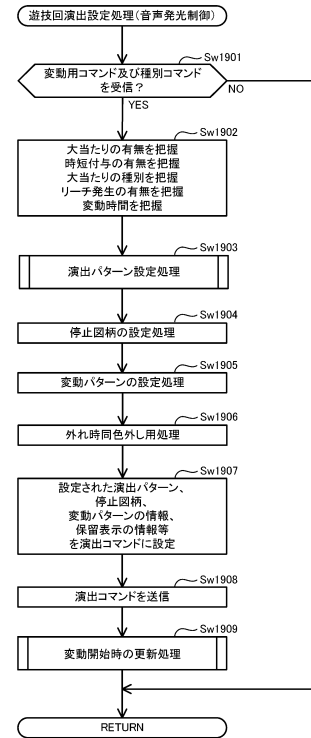 遊技回演出設定処理(音声発光制御)
Sw1901
変動用コマンド及び種別コマンド
を受信？
NO
YES
Sw1902
大当たりの有無を把握
時短付与の有無を把握
大当たりの種別を把握
リーチ発生の有無を把握
変動時間を把握
Sw1903
演出パターン設定処理
Sw1904
停止図柄の設定処理
Sw1905
変動パターンの設定処理
Sw1906
外れ時同色外し用処理
Sw1907
設定された演出パターン、
停止図柄、
変動パターンの情報、
保留表示の情報等
を演出コマンドに設定
Sw1908
演出コマンドを送信
Sw1909
変動開始時の更新処理
RETURN